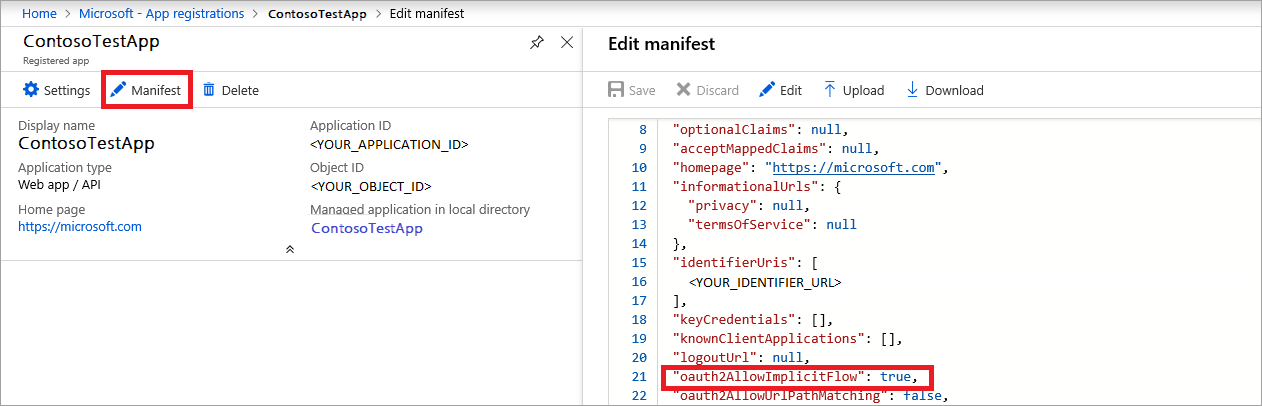 Home > Microsoft - App registrations > ContosoTestApp > Edit manifest
ContosoTestApp
Registered app
Settings Manifest Delete
Display name
ContosoTestApp
Application type
Web app / API
Home page
https://microsoft.com
Application ID
<YOUR_APPLICATION_ID>
Object ID
<YOUR_OBJECT_ID>
Managed application in local directory
ContosoTestApp
Edit manifest
Save Discard Edit Upload Download
8 "optionalClaims": null,
9 "acceptMappedClaims": null,
10 "homepage": "https://microsoft.com",
11 "informationalUrls": {
12 "privacy": null,
13 "termsOfService": null
14 },
15 "identifierUris": [
16 <YOUR_IDENTIFIER_URL>
17 ],
18 "keyCredentials": [],
19 "knownClientApplications": [],
20 "logoutUrl": null,
21 "oauth2AllowImplicitFlow": true,
22 "oauth2AllowUrlPathMatching": false,